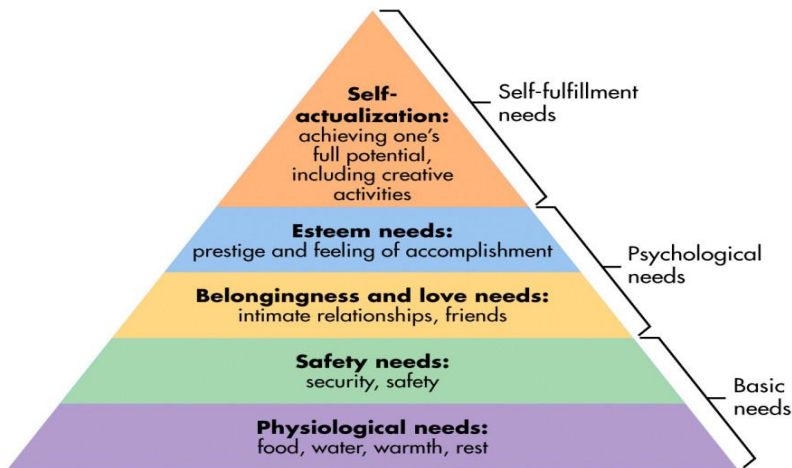 Self-
actualization:
achieving one's
full potential,
including creative
activities
Self-fulfillment
needs
Esteem needs:
prestige and feeling of accomplishment
Psychological
needs
Belongingness and love needs:
intimate relationships, friends
Safety needs:
security, safety
Basic
needs
Physiological needs:
food, water, warmth, rest